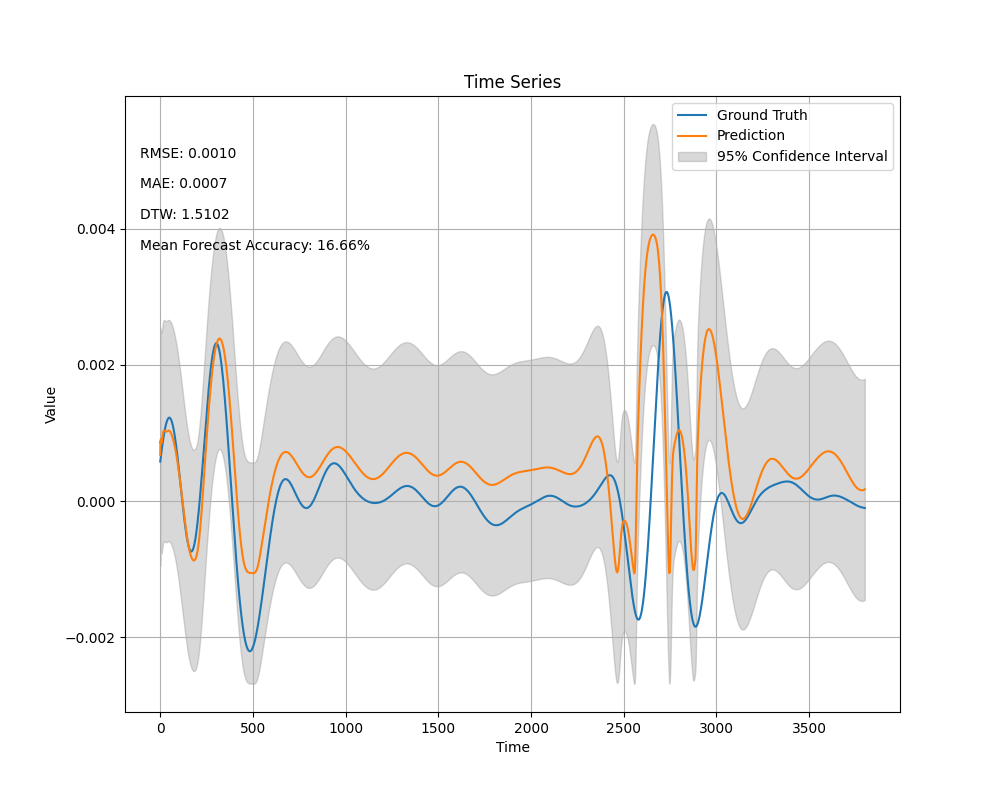 Time Series
Ground Truth
Prediction
95% Confidence Interval
RMSE: 0.0010
MAE: 0.0007
DTW: 1.5102
Mean Forecast Accuracy: 16.66%
Value
0.004
0.002
0.000
−0.002
0 500 1000 1500 2000 2500 3000 3500
Time